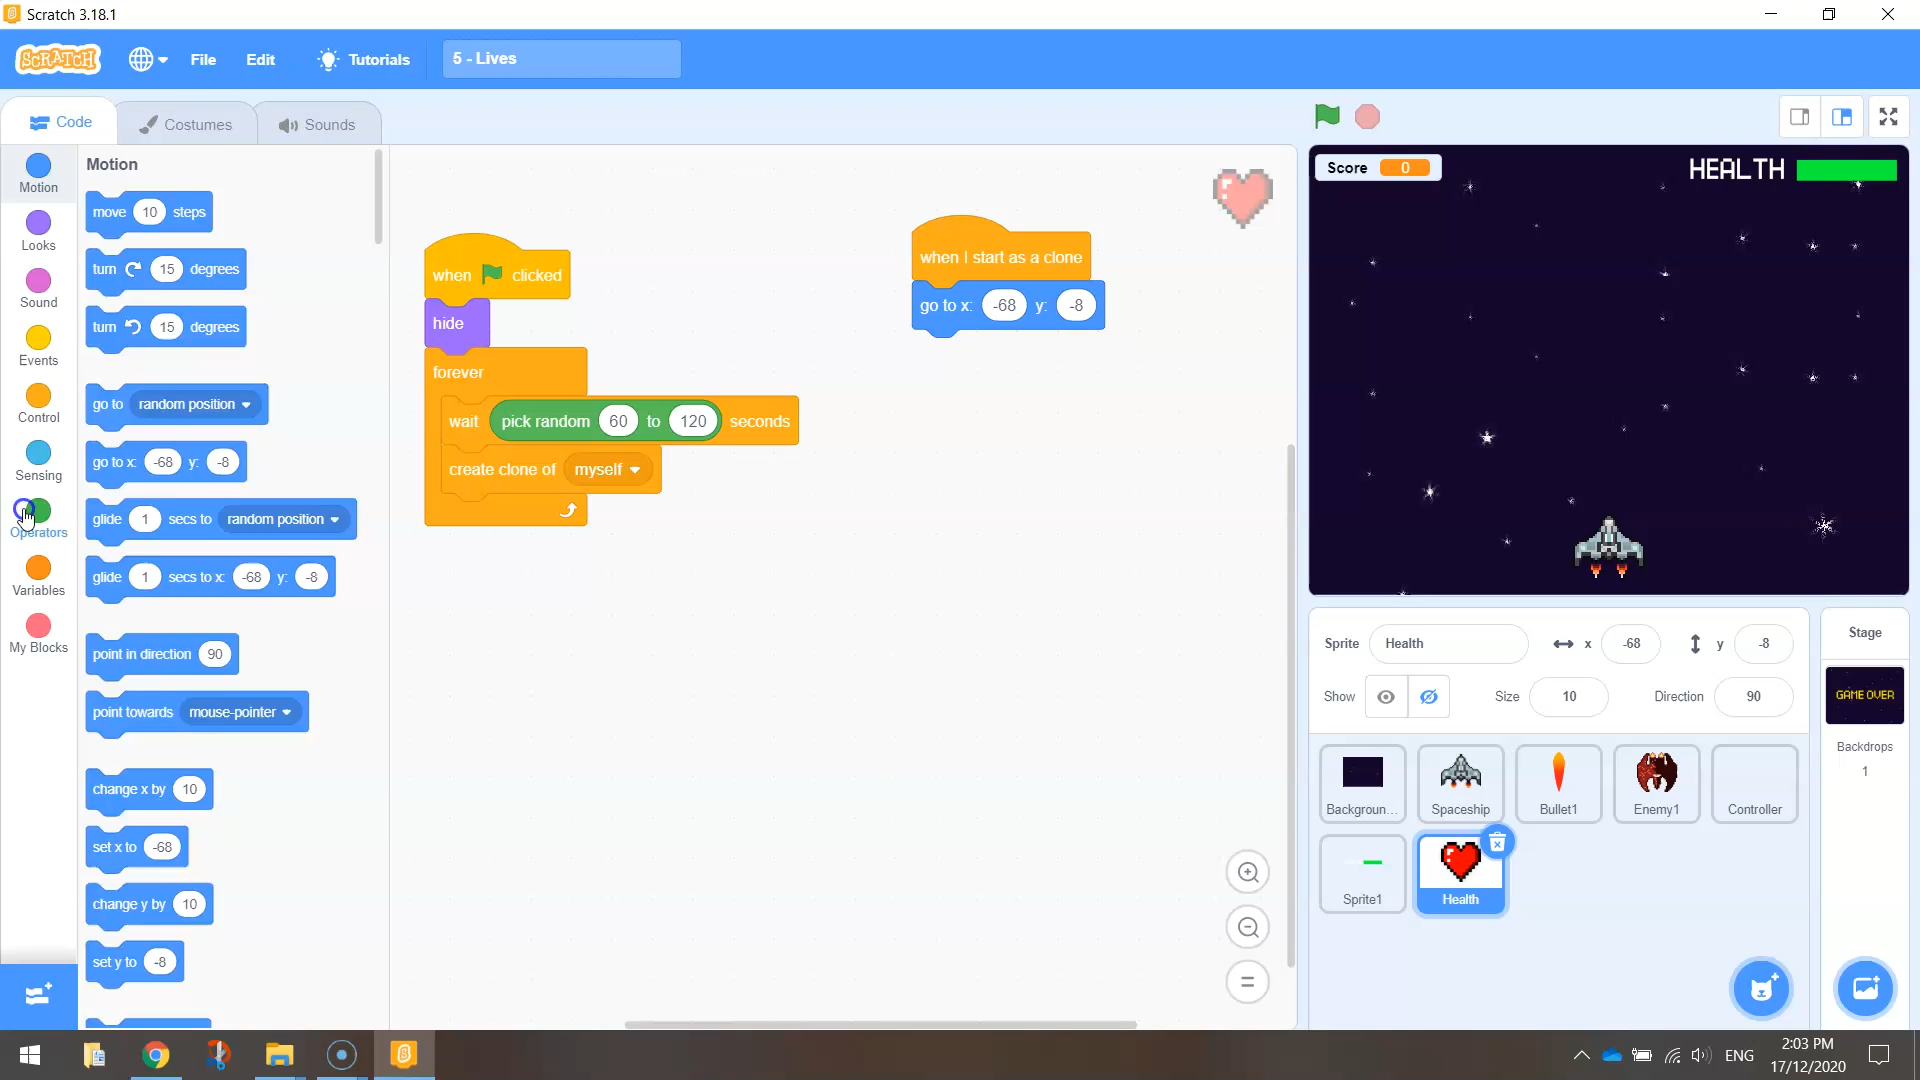 Scratch 3.18.1
SCRATCH
File
Edit
Tutorials
5 - Lives
Code
Costumes
Sounds
Motion
Looks
Sound
Events
Control
Sensing
Operators
Variables
My Blocks
Motion
move 10 steps
turn 15 degrees
turn 15 degrees
go to random position
go to x: -68 y: -8
glide 1 secs to random position
glide 1 secs to x: -68 y: -8
point in direction 90
point towards mouse-pointer
change x by 10
set x to -68
change y by 10
set y to -8
when clicked
hide
forever
wait pick random 60 to 120 seconds
create clone of myself
when I start as a clone
go to x: -68 y: -8
Score 0
HEALTH
Sprite Health x -68 y -8
Show Size 10 Direction 90
Backgroun...
Spaceship
Bullet1
Enemy1
Controller
Sprite1
Health
Stage
GAME OVER
Backdrops
1
ENG
2:03 PM
17/12/2020